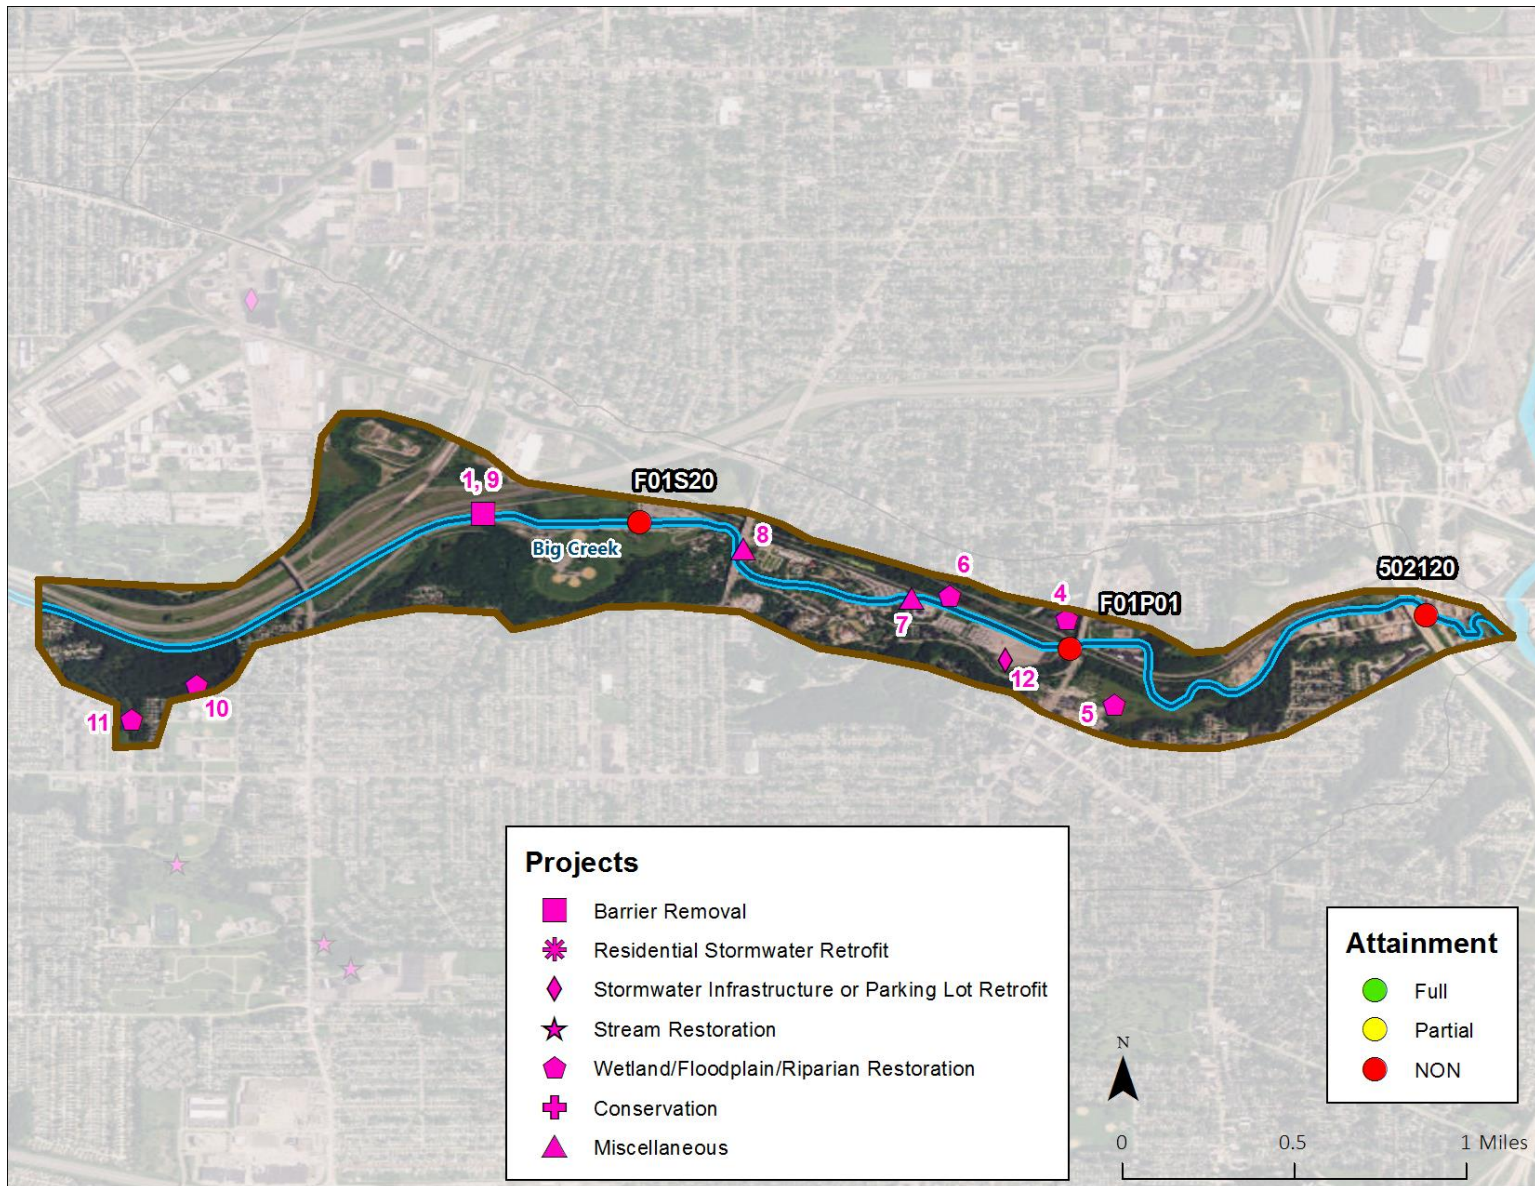 1, 9
F01S20
Big Creek
8
6
4
F01P01
502120
7
12
5
11
10
Projects
Barrier Removal
Residential Stormwater Retrofit
Stormwater Infrastructure or Parking Lot Retrofit
Stream Restoration
Wetland/Floodplain/Riparian Restoration
Conservation
Miscellaneous
Attainment
Full
Partial
NON
N
0 0.5 1 Miles